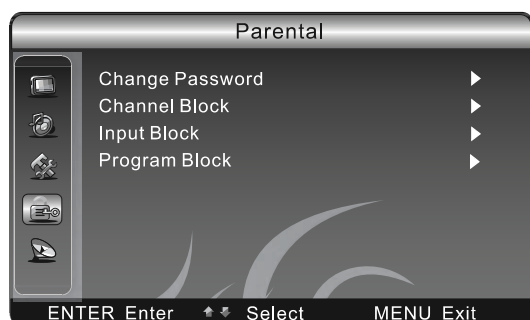 Parental
Change Password
Channel Block
Input Block
Program Block
ENTER Enter Select MENU Exit